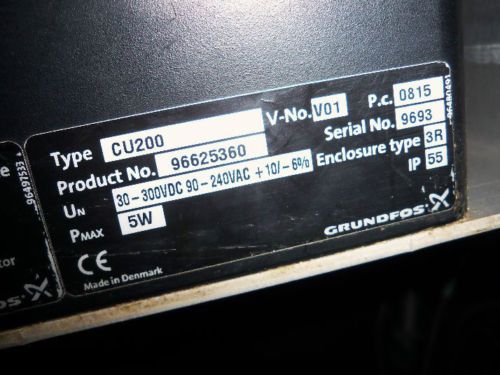 Type CU200 V-No. V01 P.c. 0815
Product No. 96625360 Serial No. 9693
UN 30-300VDC 90-240VAC +10/-6% Enclosure type 3R
PMAX 5W IP 55
CE
Made in Denmark
GRUNDFOS X
96497533